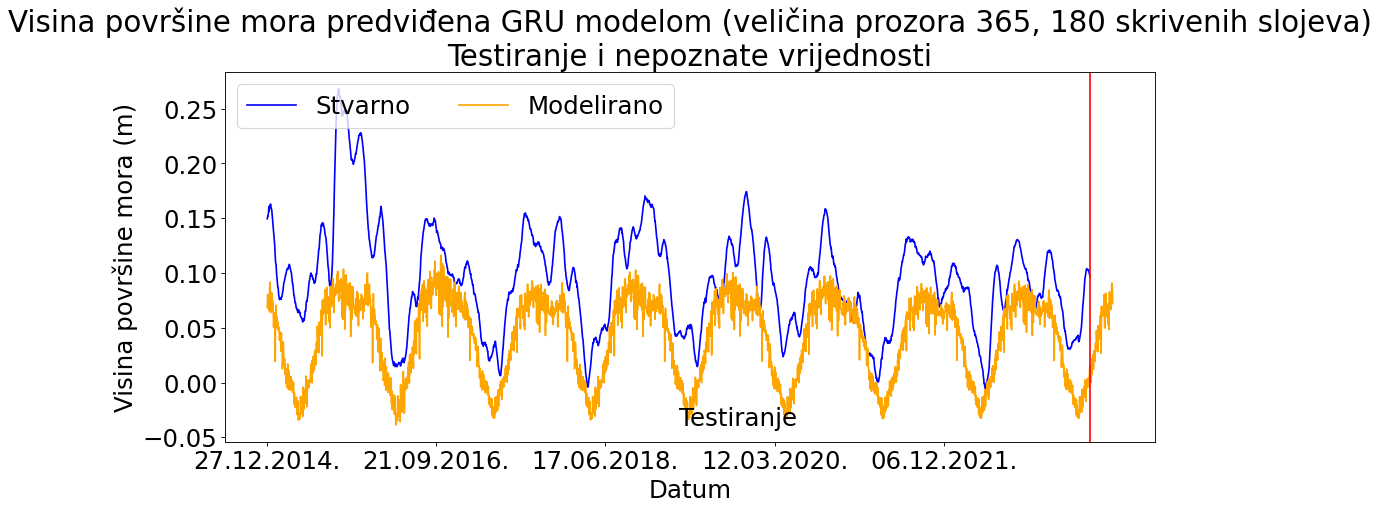 Visina površine mora predviđena GRU modelom (veličina prozora 365, 180 skrivenih slojeva)
Testiranje i nepoznate vrijednosti
Stvarno Modelirano
Visina površine mora (m)
0.25
0.20
0.15
0.10
0.05
0.00
−0.05
Testiranje
27.12.2014. 21.09.2016. 17.06.2018. 12.03.2020. 06.12.2021.
Datum